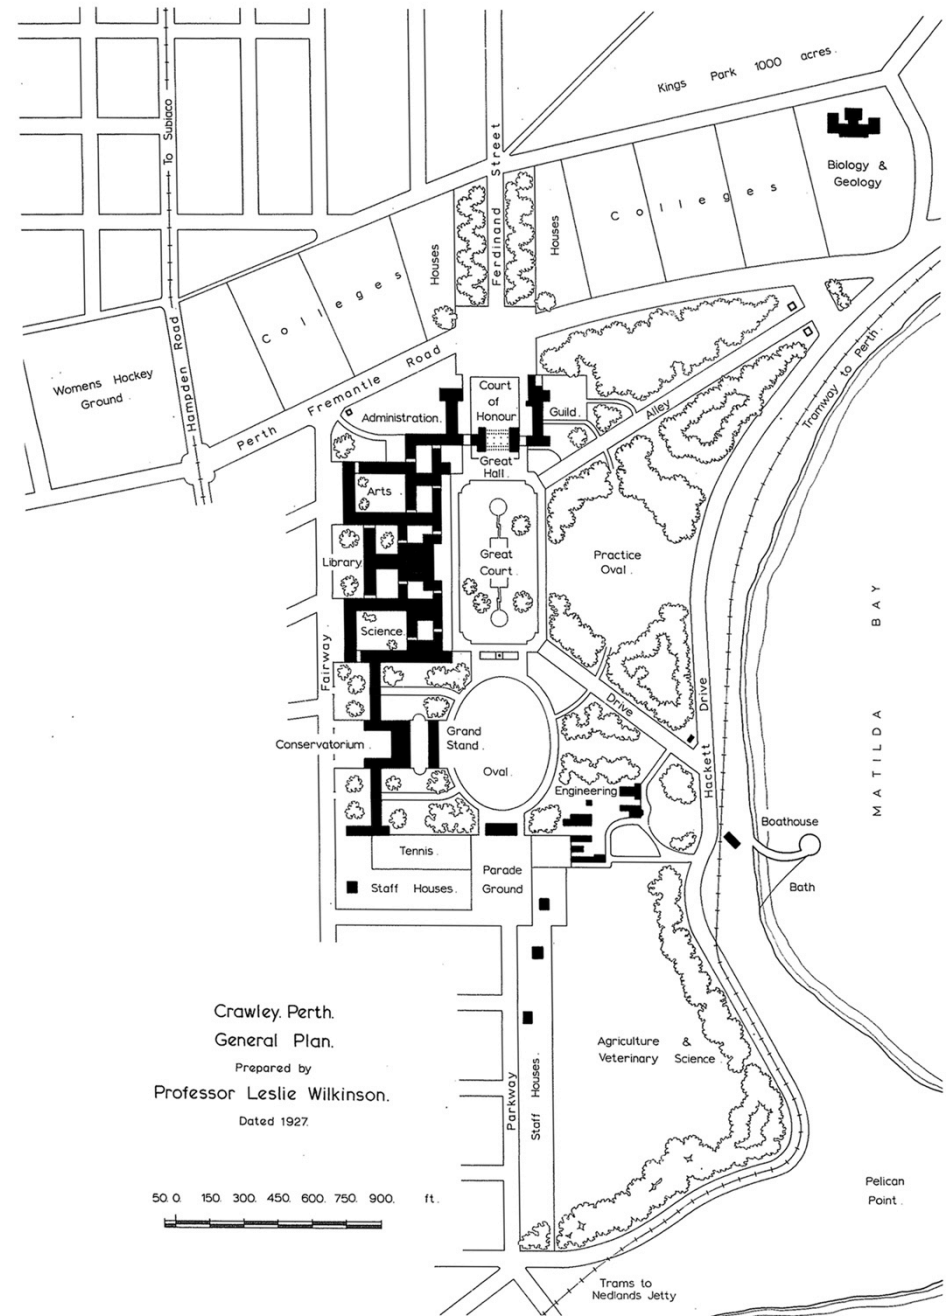 Kings Park 1000 acres.
To Subiaco
Ferdinand Street
Biology &
Geology
Colleges
Houses
Houses
Colleges
Womens Hockey
Ground.
Hampden Road
Perth Fremantle Road
Tramway to Perth.
Court
of
Honour
Administration.
Guild.
Alley
Great
Hall.
Arts
Great
Court.
Practice
Oval.
Library
Science.
Fairway
MATILDA BAY
Drive
Hackett Drive
Conservatorium.
Grand
Stand.
Oval.
Engineering
Boathouse
Bath
Tennis.
Parade
Ground
Staff Houses.
Crawley. Perth.
General Plan.
Prepared by
Professor Leslie Wilkinson.
Dated 1927.
Agriculture &
Veterinary Science.
Parkway
Staff Houses.
Pelican
Point.
50. 0. 150. 300. 450. 600. 750. 900. ft.
Trams to
Nedlands Jetty